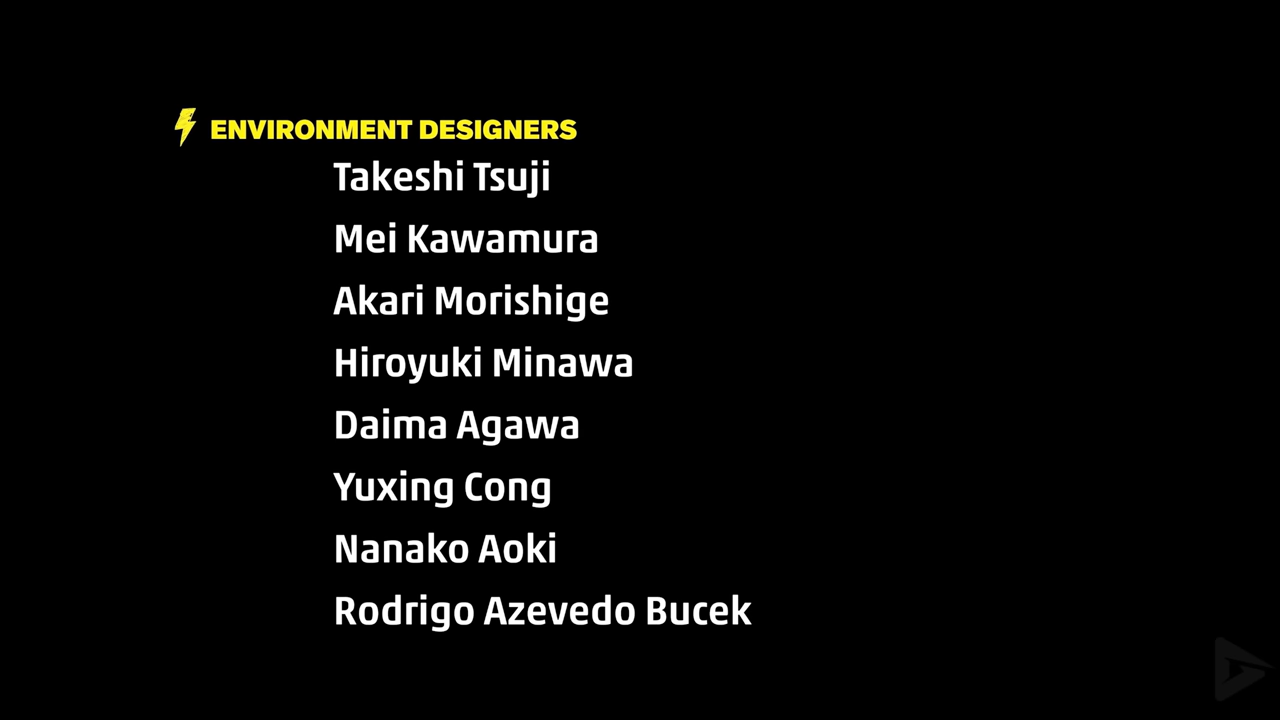 ENVIRONMENT DESIGNERS
Takeshi Tsuji
Mei Kawamura
Akari Morishige
Hiroyuki Minawa
Daima Agawa
Yuxing Cong
Nanako Aoki
Rodrigo Azevedo Bucek